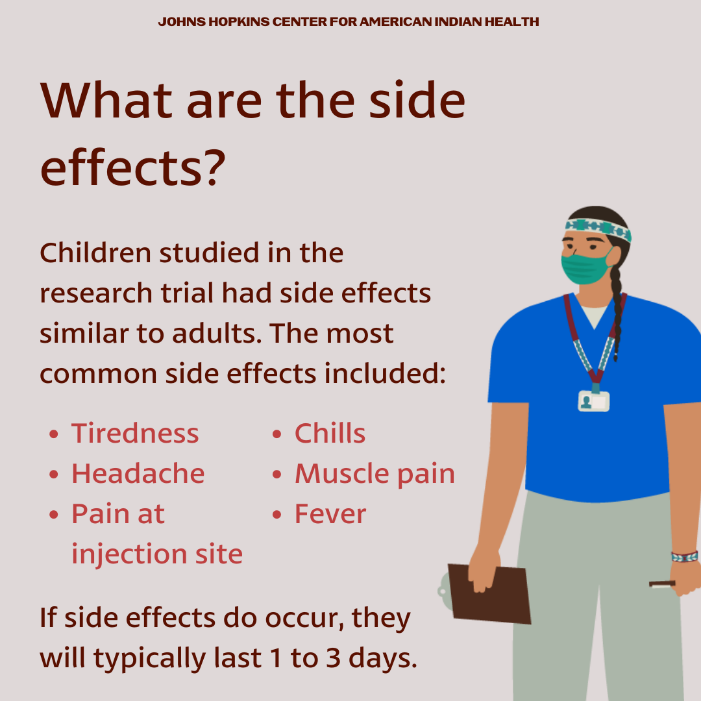 JOHNS HOPKINS CENTER FOR AMERICAN INDIAN HEALTH
What are the side
effects?
Children studied in the
research trial had side effects
similar to adults. The most
common side effects included:
• Tiredness
• Headache
• Pain at
injection site
• Chills
• Muscle pain
• Fever
If side effects do occur, they
will typically last 1 to 3 days.